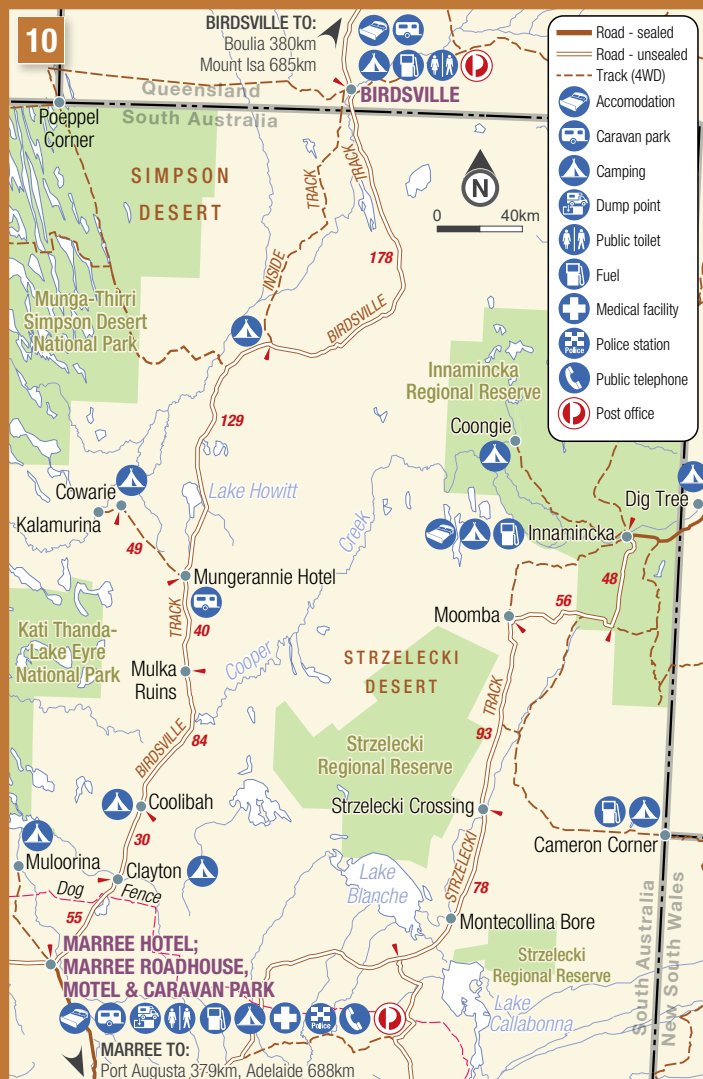 10
BIRDSVILLE TO:
Boulia 380km
Mount Isa 685km
Road - sealed
Road - unsealed
Track (4WD)
Accomodation
Caravan park
Camping
Dump point
Public toilet
Fuel
Medical facility
Police
Police station
Public telephone
Post office
BIRDSVILLE
Queensland
South Australia
Poeppel
Corner
SIMPSON
DESERT
TRACK
TRACK
N
0 40km
INSIDE
178
BIRDSVILLE
Munga-Thirri
Simpson Desert
National Park
Innamincka
Regional Reserve
129
Coongie
Cowarie
Lake Howitt
Dig Tree
Kalamurina
Creek
Innamincka
49
Mungerannie Hotel
48
56
Moomba
TRACK
40
Kati Thanda-
Lake Eyre
National Park
Cooper
STRZELECKI
DESERT
Mulka
Ruins
TRACK
84
93
BIRDSVILLE
Strzelecki
Regional Reserve
Coolibah
Strzelecki Crossing
30
Cameron Corner
Muloorina
Clayton
Dog Fence
Lake
Blanche
STRZELECKI
78
55
Montecollina Bore
South Australia
New South Wales
MARREE HOTEL;
MARREE ROADHOUSE,
MOTEL & CARAVAN PARK
Strzelecki
Regional Reserve
Lake
Callabonna
Police
MARREE TO:
Port Augusta 379km, Adelaide 688km